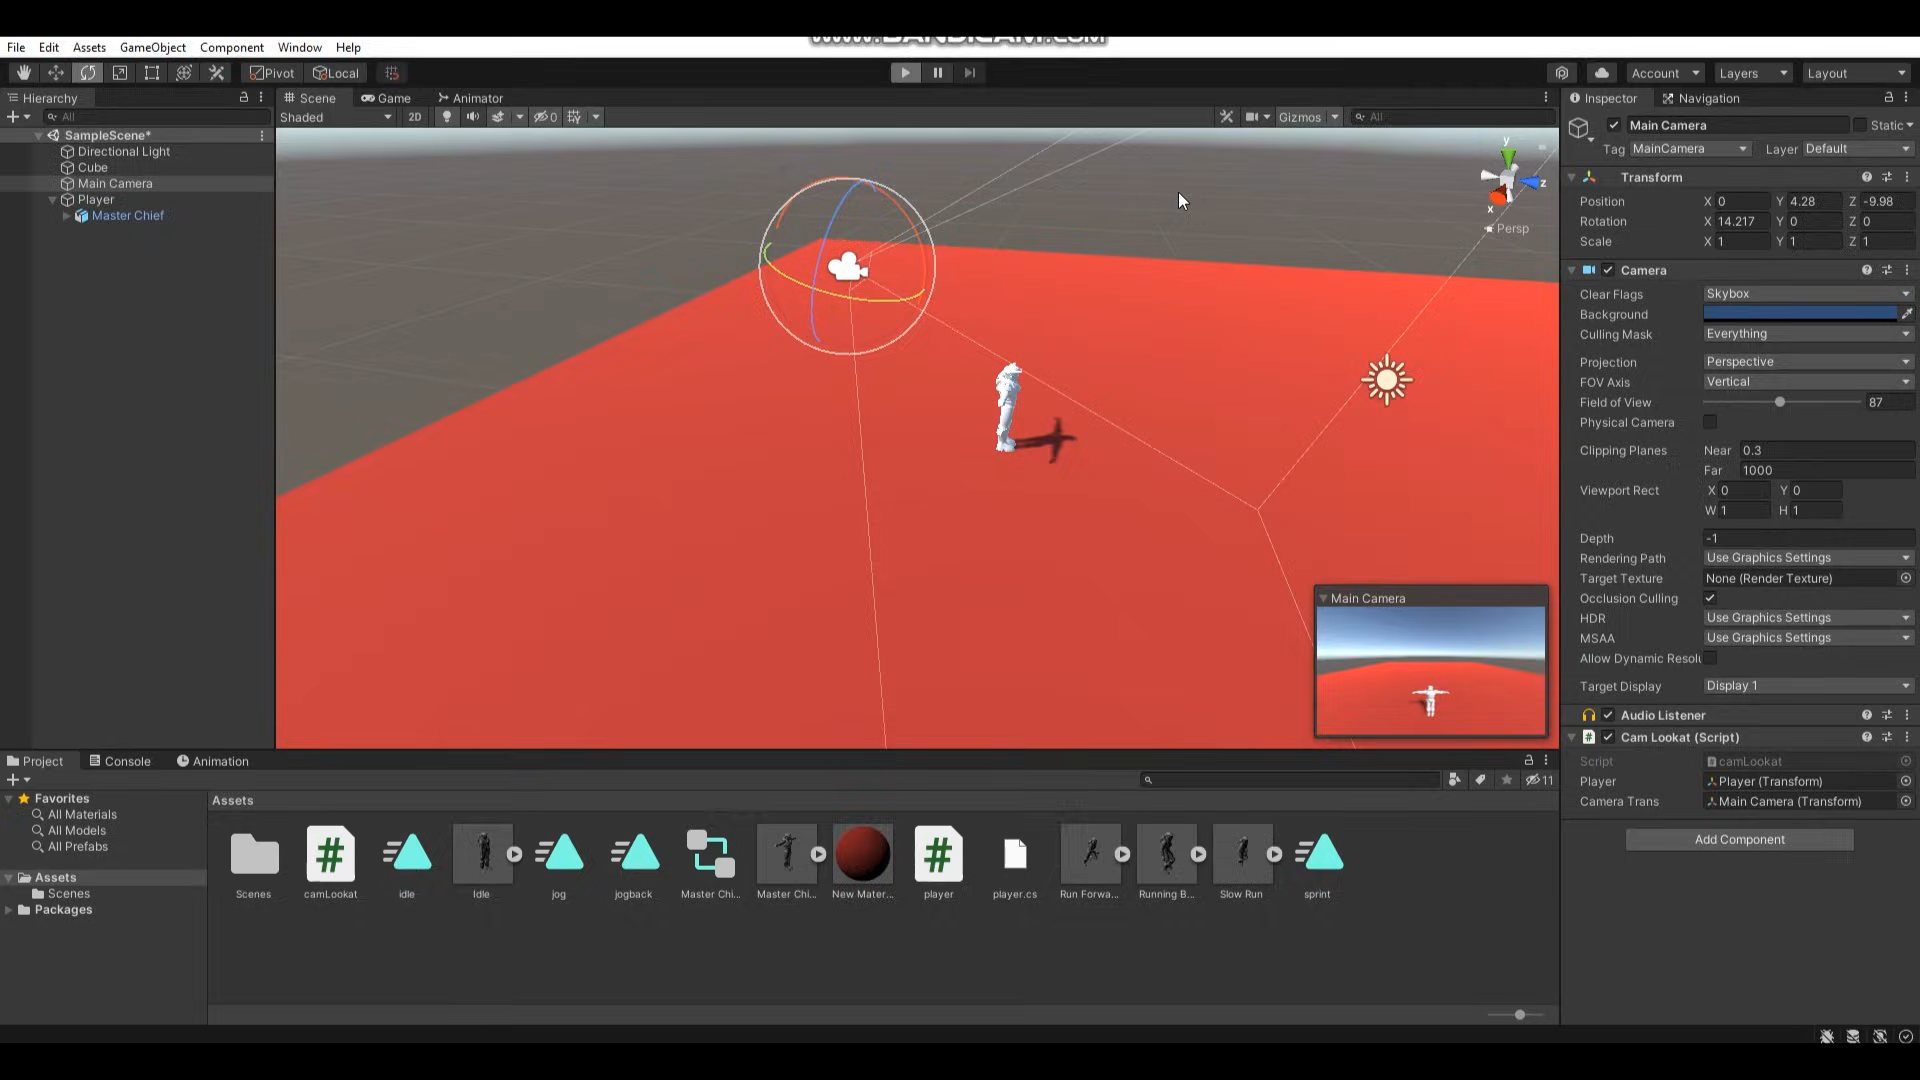 www.BANDICAM.com
File Edit Assets GameObject Component Window Help
Pivot Local Account Layers Layout
Hierarchy
All
SampleScene*
Directional Light
Cube
Main Camera
Player
Master Chief
Scene Game Animator
Shaded 2D 0 Gizmos All
y
z
x
Persp
Main Camera
Inspector Navigation
Main Camera Static
Tag MainCamera Layer Default
Transform
Position X 0 Y 4.28 Z -9.98
Rotation X 14.217 Y 0 Z 0
Scale X 1 Y 1 Z 1
Camera
Clear Flags Skybox
Background
Culling Mask Everything
Projection Perspective
FOV Axis Vertical
Field of View 87
Physical Camera
Clipping Planes Near 0.3
Far 1000
Viewport Rect X 0 Y 0
W 1 H 1
Depth -1
Rendering Path Use Graphics Settings
Target Texture None (Render Texture)
Occlusion Culling
HDR Use Graphics Settings
MSAA Use Graphics Settings
Allow Dynamic Resolu
Target Display Display 1
Audio Listener
# Cam Lookat (Script)
Script camLookat
Player Player (Transform)
Camera Trans Main Camera (Transform)
Add Component
Project Console Animation
11
Favorites
All Materials
All Models
All Prefabs
Assets
Scenes
Packages
Assets
# #
Scenes camLookat idle Idle jog jogback Master Chi... Master Chi... New Mater... player player.cs Run Forwa... Running B... Slow Run sprint